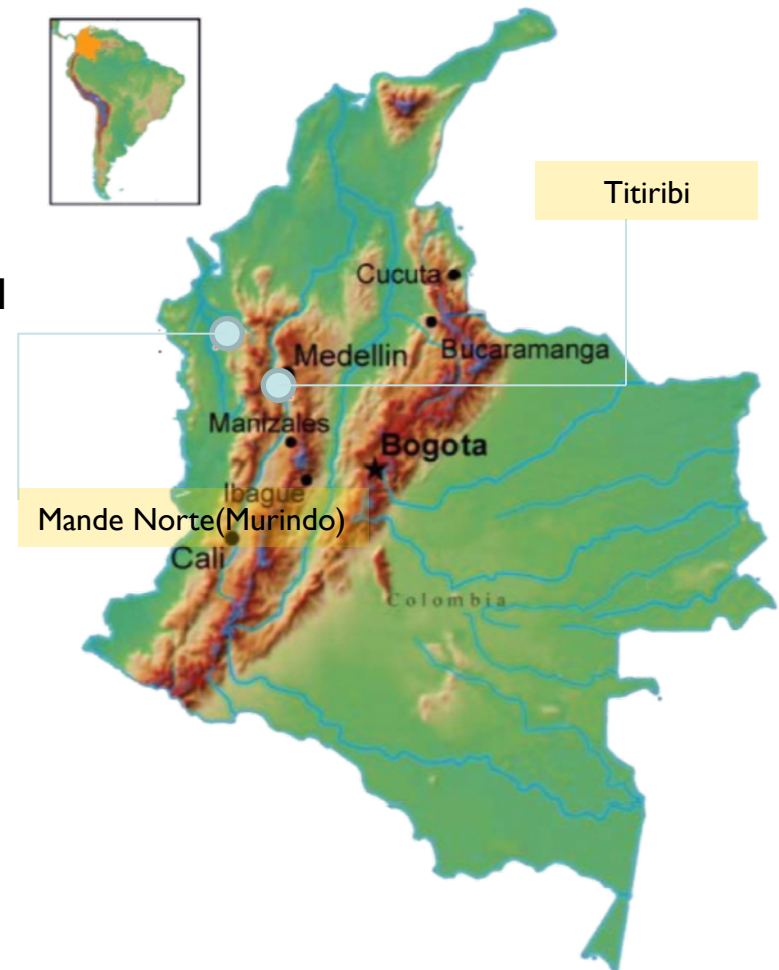 Titiribi
Cucuta
Medellin
Bucaramanga
Manizales
Bogota
Ibague
Mande Norte(Murindo)
Cali
Colombia